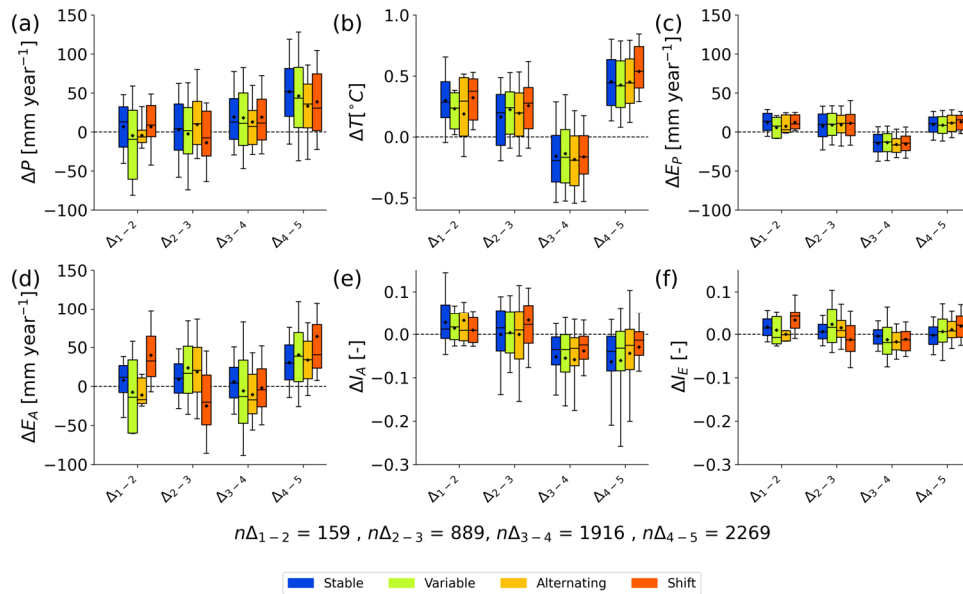 (a)
ΔP [mm year⁻¹]
150
100
50
0
−50
−100
Δ₁₋₂
Δ₂₋₃
Δ₃₋₄
Δ₄₋₅
(b)
ΔT[°C]
1.0
0.5
0.0
−0.5
Δ₁₋₂
Δ₂₋₃
Δ₃₋₄
Δ₄₋₅
(c)
ΔE_P [mm year⁻¹]
150
100
50
0
−50
−100
Δ₁₋₂
Δ₂₋₃
Δ₃₋₄
Δ₄₋₅
(d)
ΔE_A [mm year⁻¹]
150
100
50
0
−50
−100
Δ₁₋₂
Δ₂₋₃
Δ₃₋₄
Δ₄₋₅
(e)
ΔI_A [-]
0.1
0.0
−0.1
−0.3
Δ₁₋₂
Δ₂₋₃
Δ₃₋₄
Δ₄₋₅
(f)
ΔI_E [-]
0.1
0.0
−0.1
−0.3
Δ₁₋₂
Δ₂₋₃
Δ₃₋₄
Δ₄₋₅
nΔ₁₋₂ = 159 , nΔ₂₋₃ = 889, nΔ₃₋₄ = 1916 , nΔ₄₋₅ = 2269
Stable Variable Alternating Shift